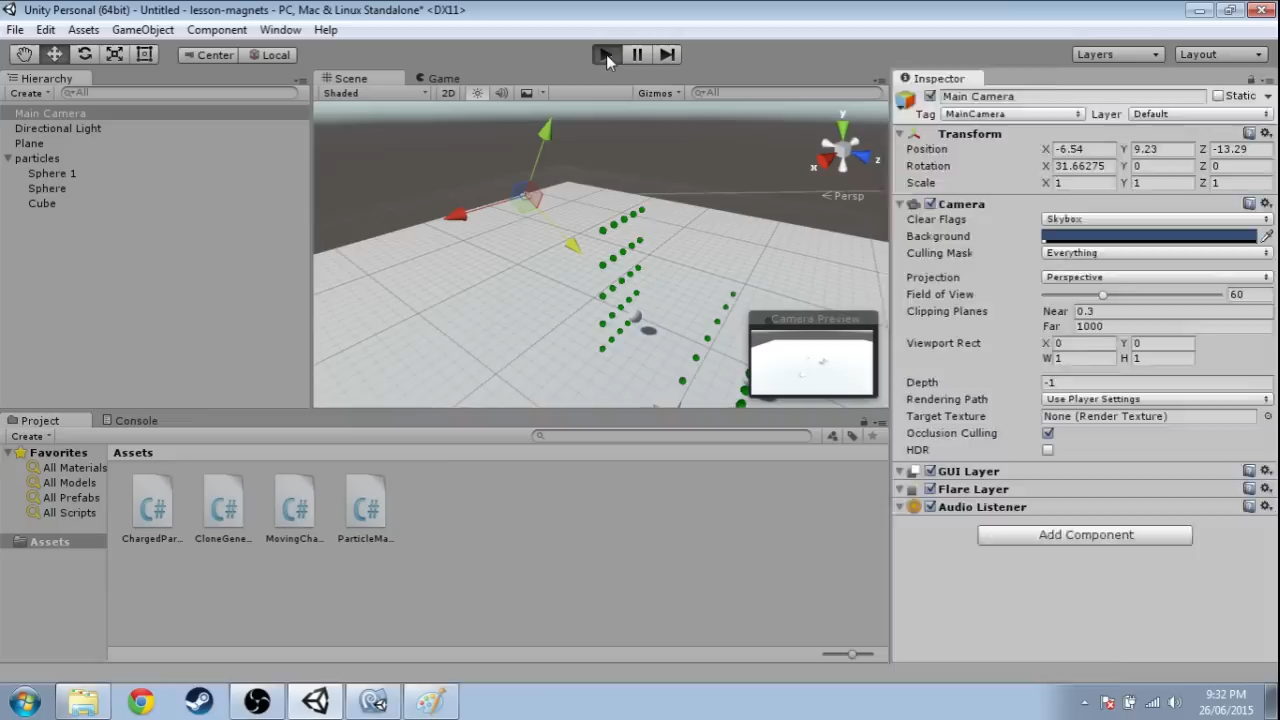 Unity Personal (64bit) - Untitled - lesson-magnets - PC, Mac & Linux Standalone* <DX11>
File Edit Assets GameObject Component Window Help
Center Local Layers Layout
Hierarchy
Create All
Main Camera
Directional Light
Plane
particles
Sphere 1
Sphere
Cube
Scene Game
Shaded 2D Gizmos All
y
x
z
Persp
Camera Preview
Inspector
Main Camera Static
Tag MainCamera Layer Default
Transform
Position X -6.54 Y 9.23 Z -13.29
Rotation X 31.66275 Y 0 Z 0
Scale X 1 Y 1 Z 1
Camera
Clear Flags Skybox
Background
Culling Mask Everything
Projection Perspective
Field of View 60
Clipping Planes Near 0.3
Far 1000
Viewport Rect X 0 Y 0
W 1 H 1
Depth -1
Rendering Path Use Player Settings
Target Texture None (Render Texture)
Occlusion Culling
HDR
GUI Layer
Flare Layer
Audio Listener
Add Component
Project Console
Create
Favorites
All Materials
All Models
All Prefabs
All Scripts
Assets
Assets
C# C# C# C#
ChargedPar... CloneGene... MovingCha... ParticleMa...
9:32 PM
26/06/2015